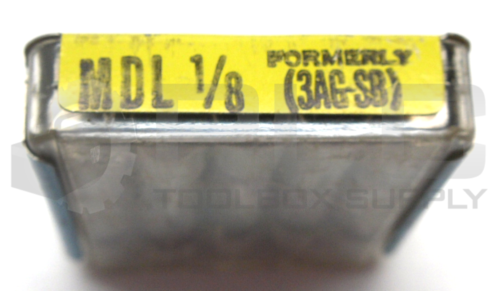 MDL 1/8 FORMERLY
(3AG-SB)
TOOLBOX SUPPLY